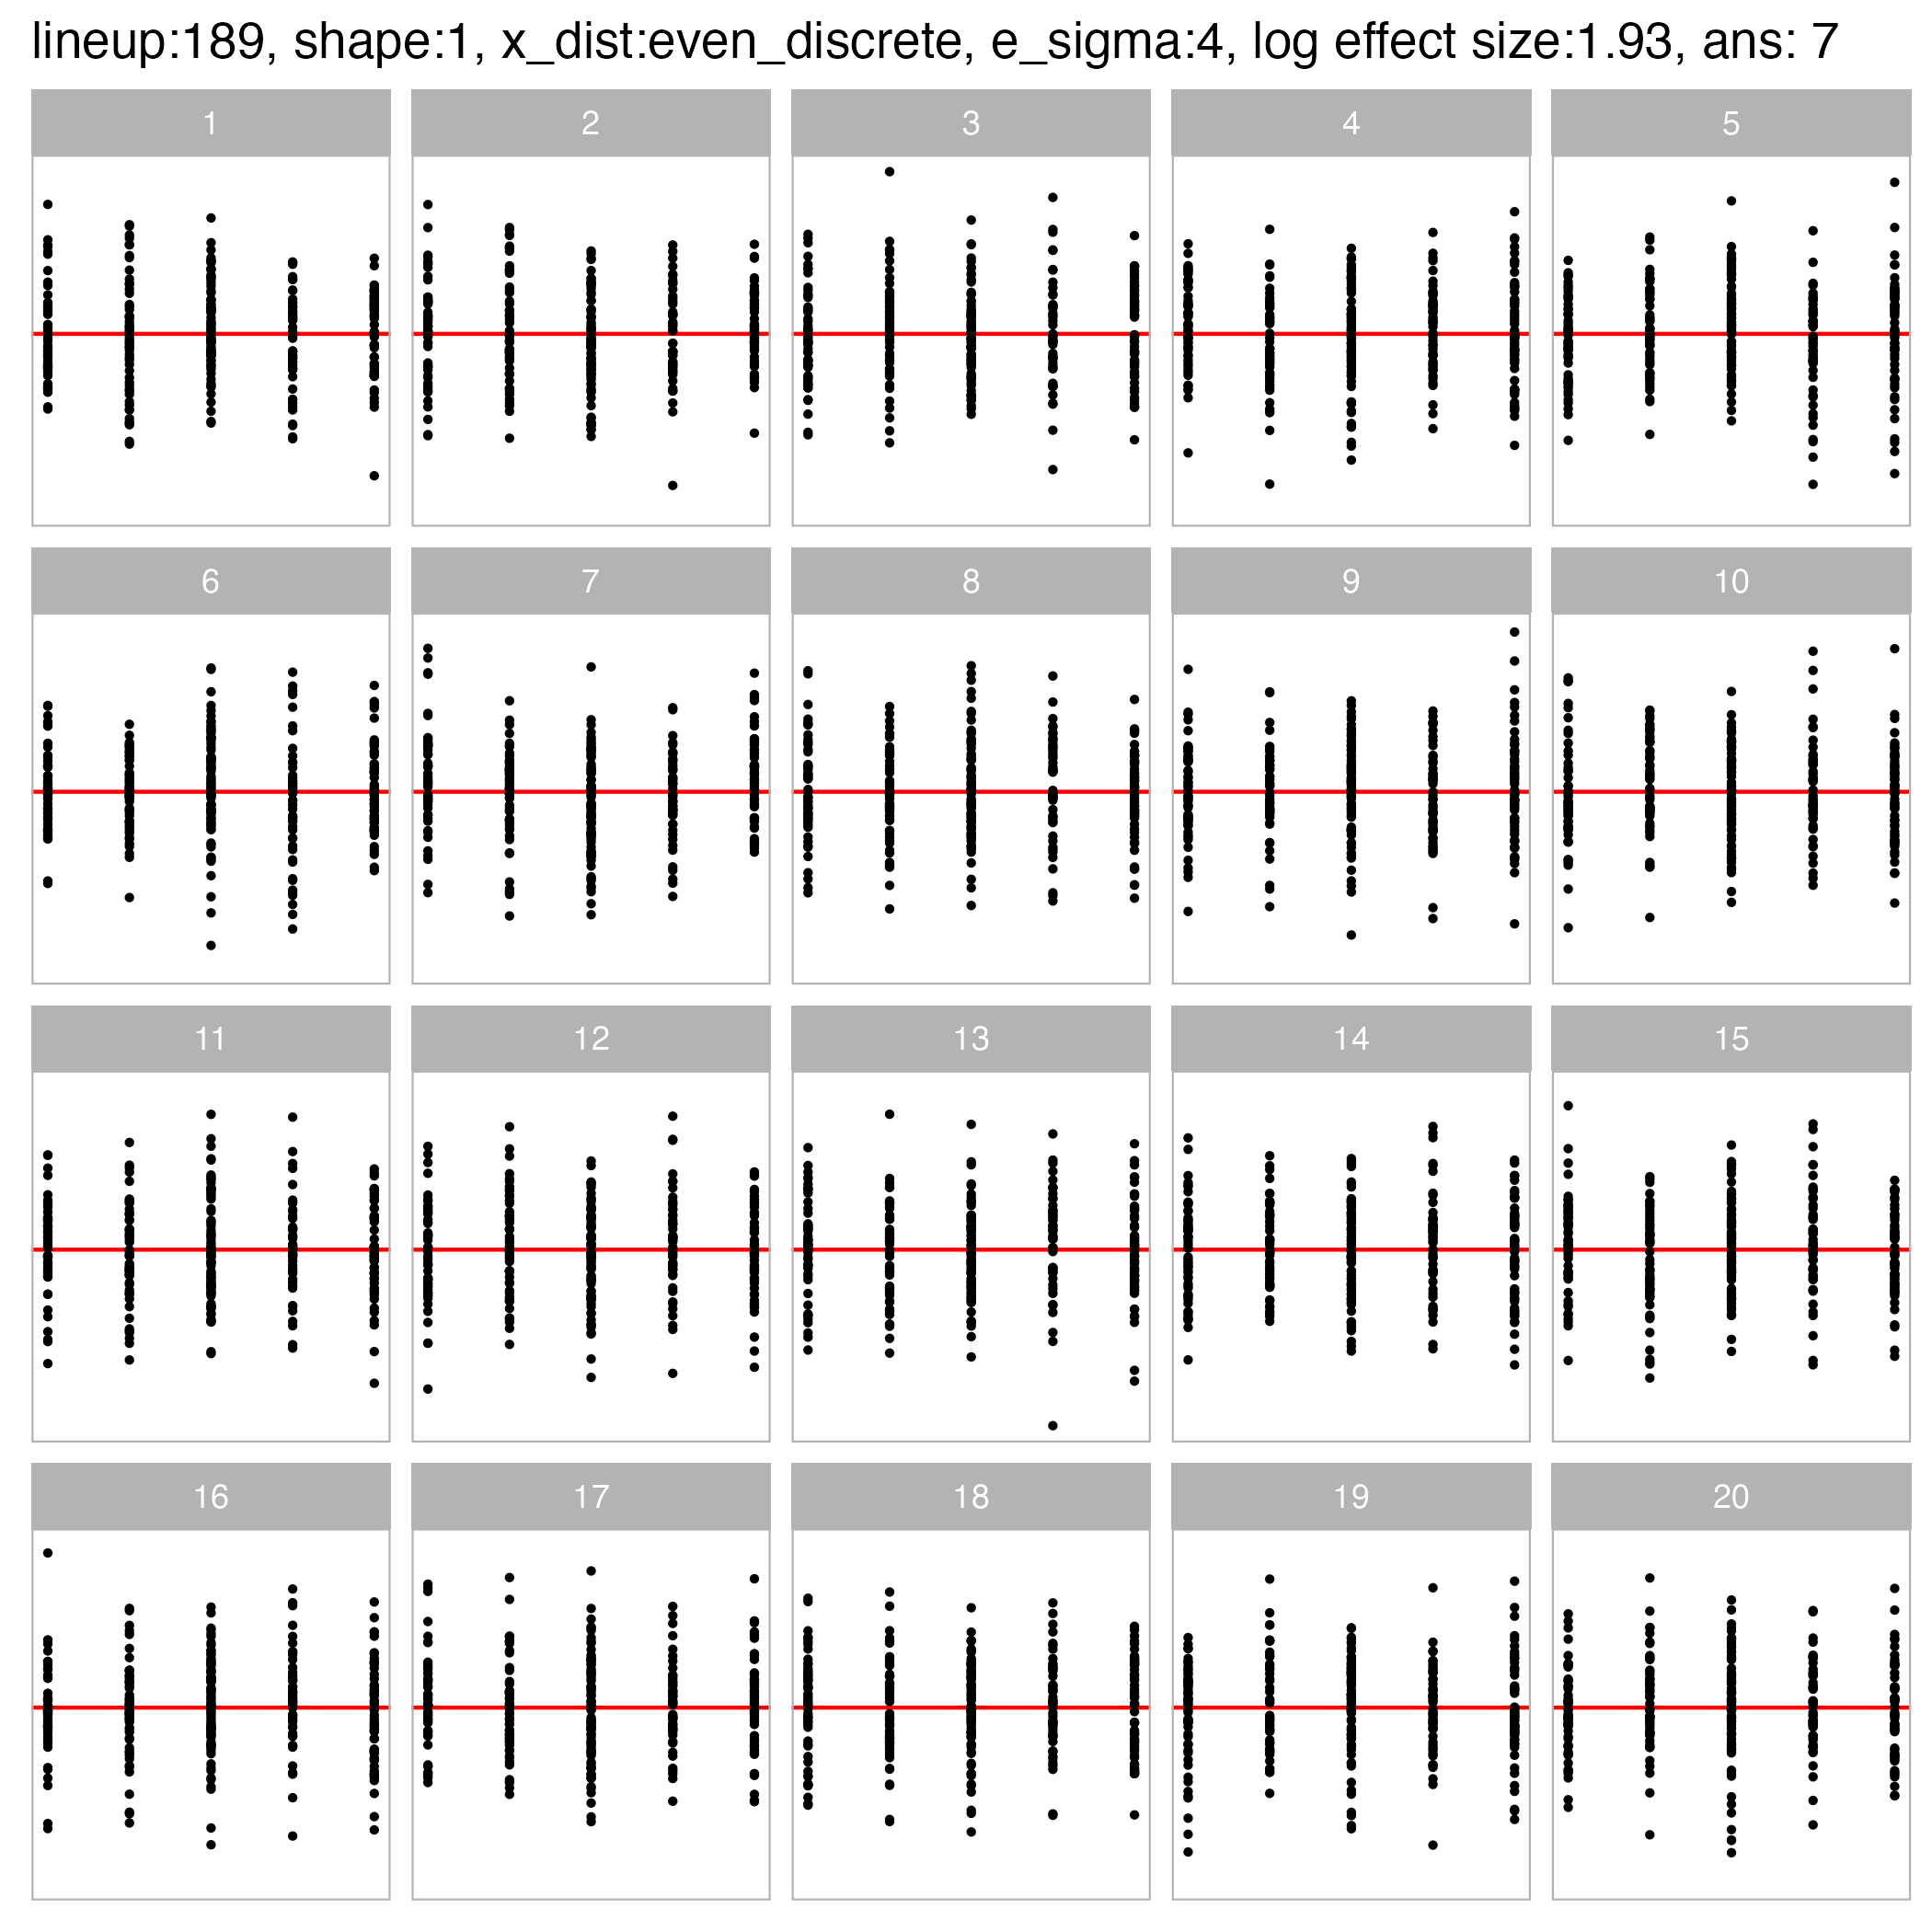 lineup:189, shape:1, x_dist:even_discrete, e_sigma:4, log effect size:1.93, ans: 7
1 2 3 4 5
6 7 8 9 10
11 12 13 14 15
16 17 18 19 20